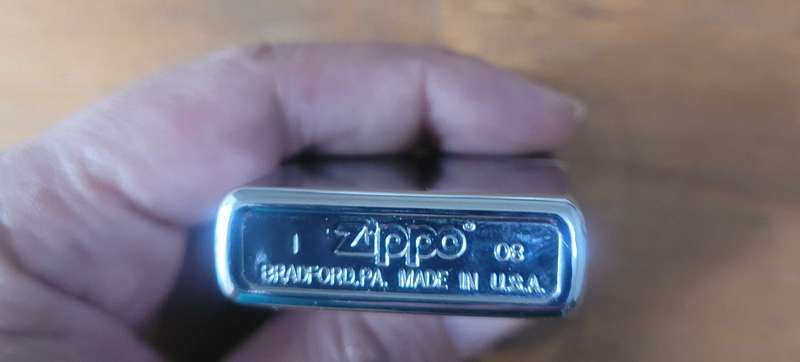 I Zippo® 08
BRADFORD.PA. MADE IN U.S.A.